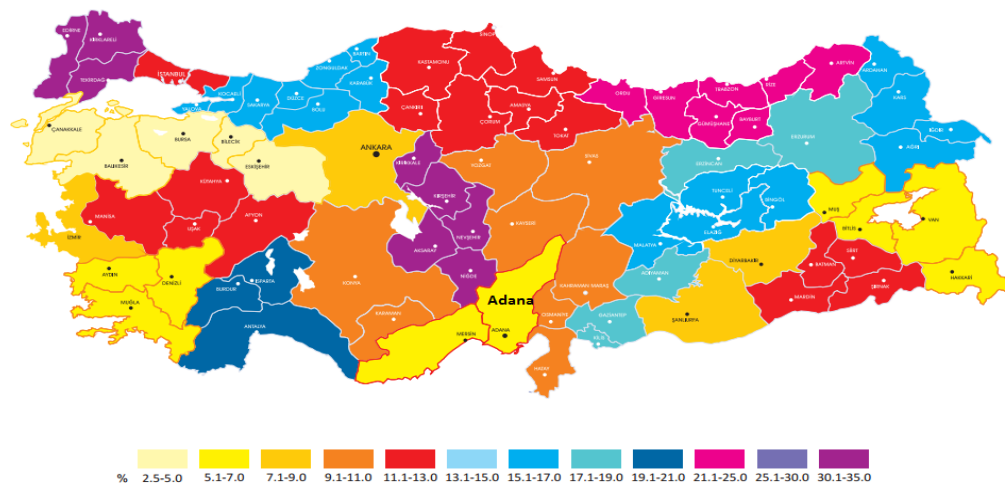 EDİRNE
KIRKLARELİ
TEKİRDAĞ
İSTANBUL
SİNOP
KASTAMONU
BARTIN
ZONGULDAK
KARABÜK
KOCAELİ
YALOVA
SAKARYA
DÜZCE
BOLU
ÇANKIRI
ÇORUM
AMASYA
SAMSUN
TOKAT
ORDU
GİRESUN
TRABZON
RİZE
ARTVİN
GÜMÜŞHANE
BAYBURT
ARDAHAN
KARS
IĞDIR
AĞRI
ERZURUM
ERZİNCAN
ÇANAKKALE
BALIKESİR
BURSA
BİLECİK
ESKİŞEHİR
ANKARA
KIRIKKALE
YOZGAT
SİVAS
KIRŞEHİR
NEVŞEHİR
AKSARAY
NİĞDE
KAYSERİ
TUNCELİ
BİNGÖL
ELAZIĞ
MALATYA
MUŞ
BİTLİS
VAN
HAKKARİ
KÜTAHYA
MANİSA
UŞAK
AFYON
İZMİR
AYDIN
DENİZLİ
MUĞLA
BURDUR
ISPARTA
ANTALYA
KONYA
KARAMAN
MERSİN
Adana
ADANA
KAHRAMAN MARAŞ
OSMANİYE
HATAY
ADIYAMAN
GAZİANTEP
KİLİS
ŞANLIURFA
DİYARBAKIR
BATMAN
SİİRT
ŞIRNAK
MARDİN
% 2.5-5.0 5.1-7.0 7.1-9.0 9.1-11.0 11.1-13.0 13.1-15.0 15.1-17.0 17.1-19.0 19.1-21.0 21.1-25.0 25.1-30.0 30.1-35.0